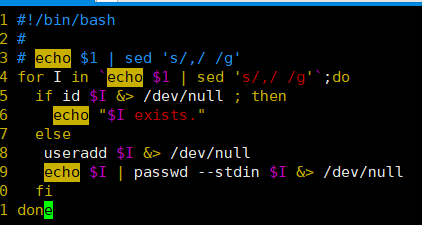 1 #!/bin/bash
2 #
3 # echo $1 | sed 's/,/ /g'
4 for I in `echo $1 | sed 's/,/ /g'`;do
5   if id $I &> /dev/null ; then
6     echo "$I exists."
7   else
8    useradd $I &> /dev/null
9    echo $I | passwd --stdin $I &> /dev/null
0   fi
1 done